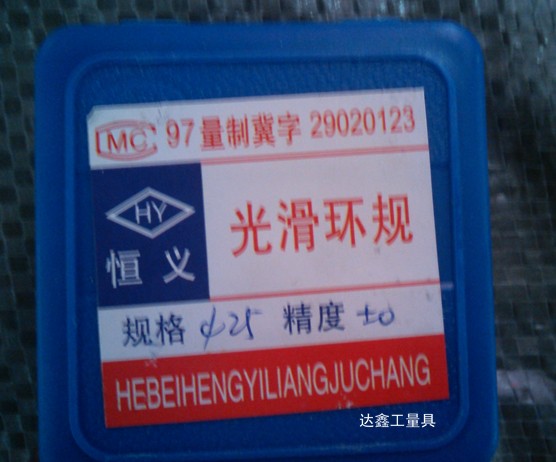 MC 97量制冀字 29020123
HY
恒义
光滑环规
规格 φ25 精度 ±0
HEBEIHENGYILIANGJUCHANG
达鑫工量具